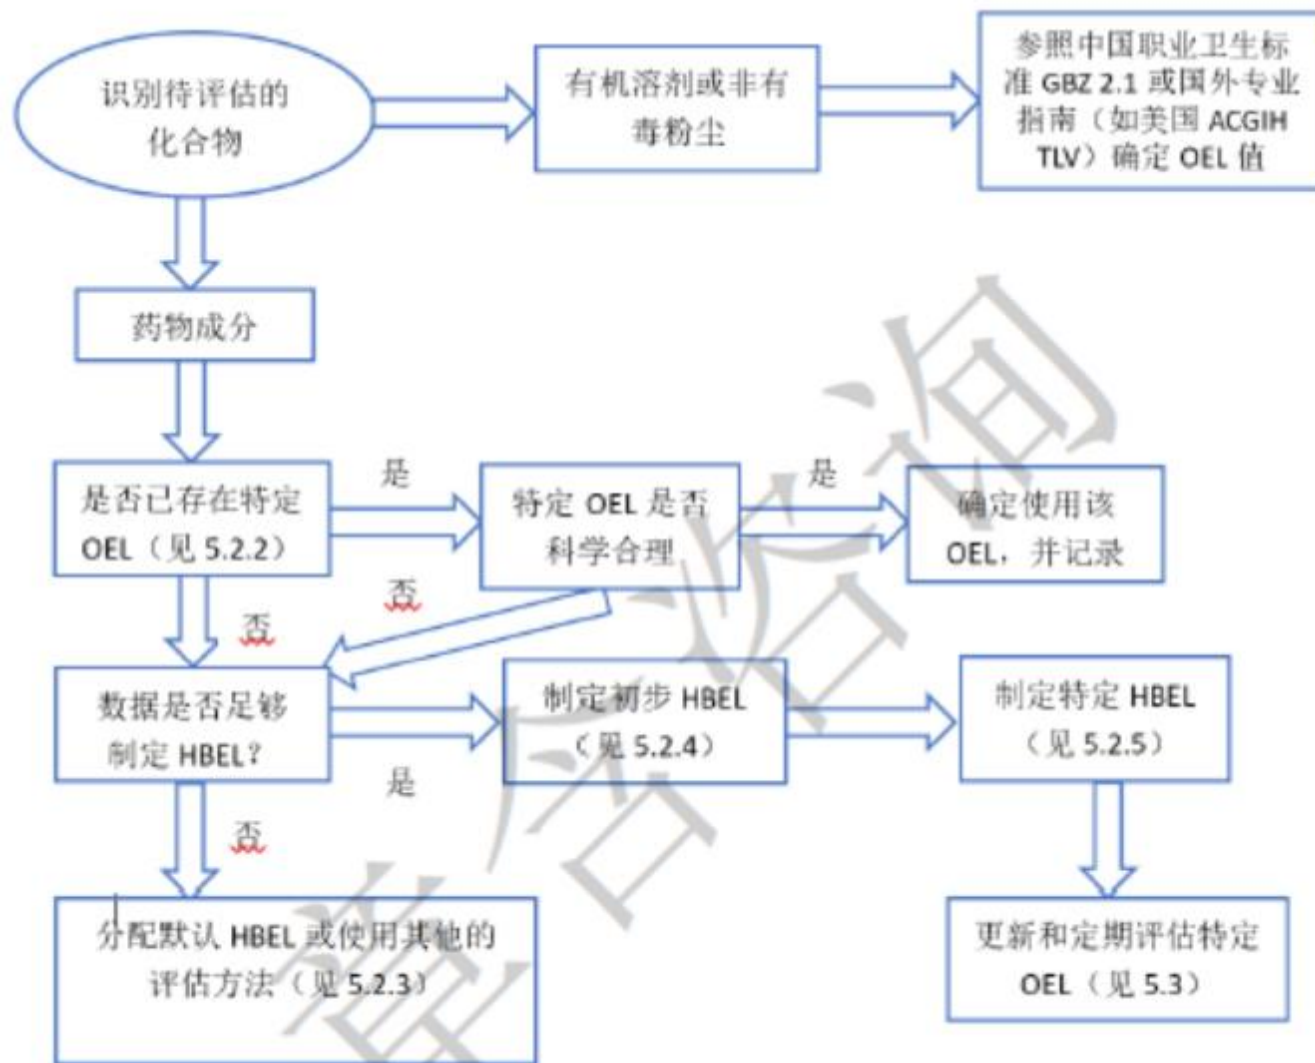 识别待评估的
化合物
有机溶剂或非有
毒粉尘
参照中国职业卫生标
准 GBZ 2.1 或国外专业
指南（如美国 ACGIH
TLV）确定 OEL 值
药物成分
是否已存在特定
OEL（见 5.2.2）
是
特定 OEL 是否
科学合理
是
确定使用该
OEL，并记录
否
否
数据是否足够
制定 HBEL？
是
制定初步 HBEL
（见 5.2.4）
制定特定 HBEL
（见 5.2.5）
否
分配默认 HBEL 或使用其他的
评估方法（见 5.2.3）
更新和定期评估特定
OEL（见 5.3）